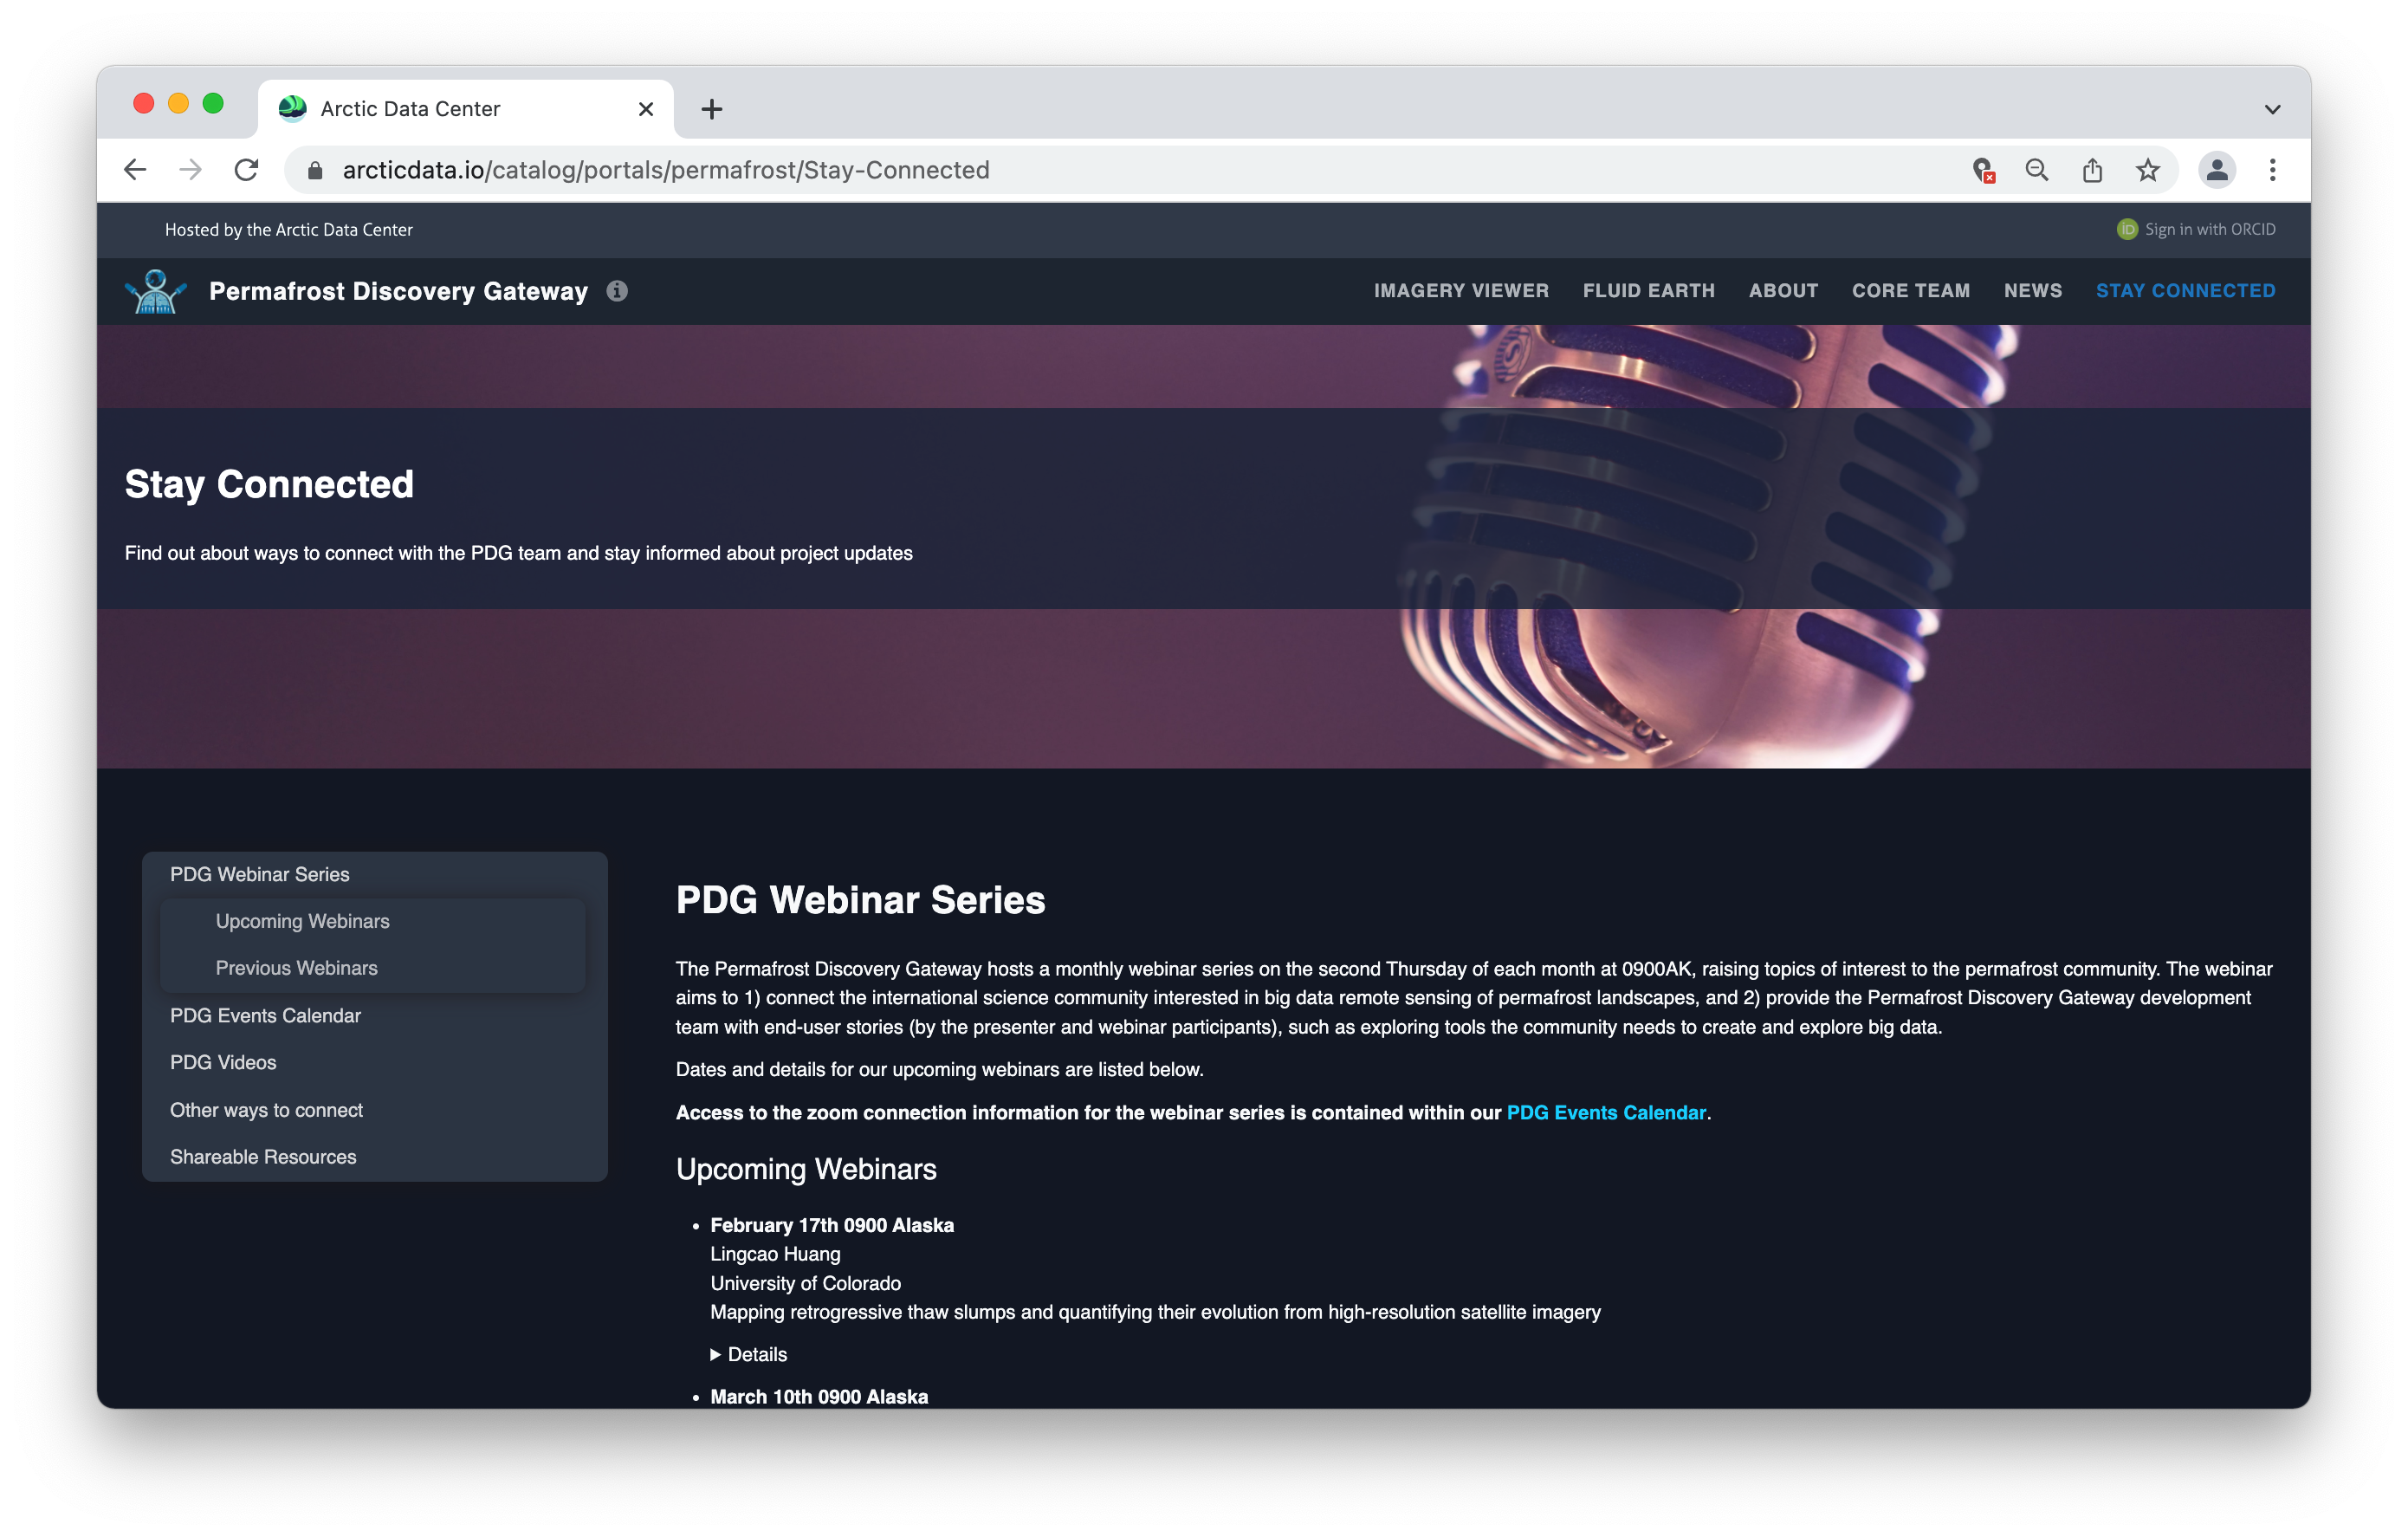 Arctic Data Center
arcticdata.io/catalog/portals/permafrost/Stay-Connected
Hosted by the Arctic Data Center
iD Sign in with ORCID
Permafrost Discovery Gateway
IMAGERY VIEWER FLUID EARTH ABOUT CORE TEAM NEWS STAY CONNECTED
Stay Connected
Find out about ways to connect with the PDG team and stay informed about project updates
PDG Webinar Series
Upcoming Webinars
Previous Webinars
PDG Events Calendar
PDG Videos
Other ways to connect
Shareable Resources
PDG Webinar Series
The Permafrost Discovery Gateway hosts a monthly webinar series on the second Thursday of each month at 0900AK, raising topics of interest to the permafrost community. The webinar
aims to 1) connect the international science community interested in big data remote sensing of permafrost landscapes, and 2) provide the Permafrost Discovery Gateway development
team with end-user stories (by the presenter and webinar participants), such as exploring tools the community needs to create and explore big data.
Dates and details for our upcoming webinars are listed below.
Access to the zoom connection information for the webinar series is contained within our PDG Events Calendar.
Upcoming Webinars
• February 17th 0900 Alaska
Lingcao Huang
University of Colorado
Mapping retrogressive thaw slumps and quantifying their evolution from high-resolution satellite imagery
▶ Details
• March 10th 0900 Alaska